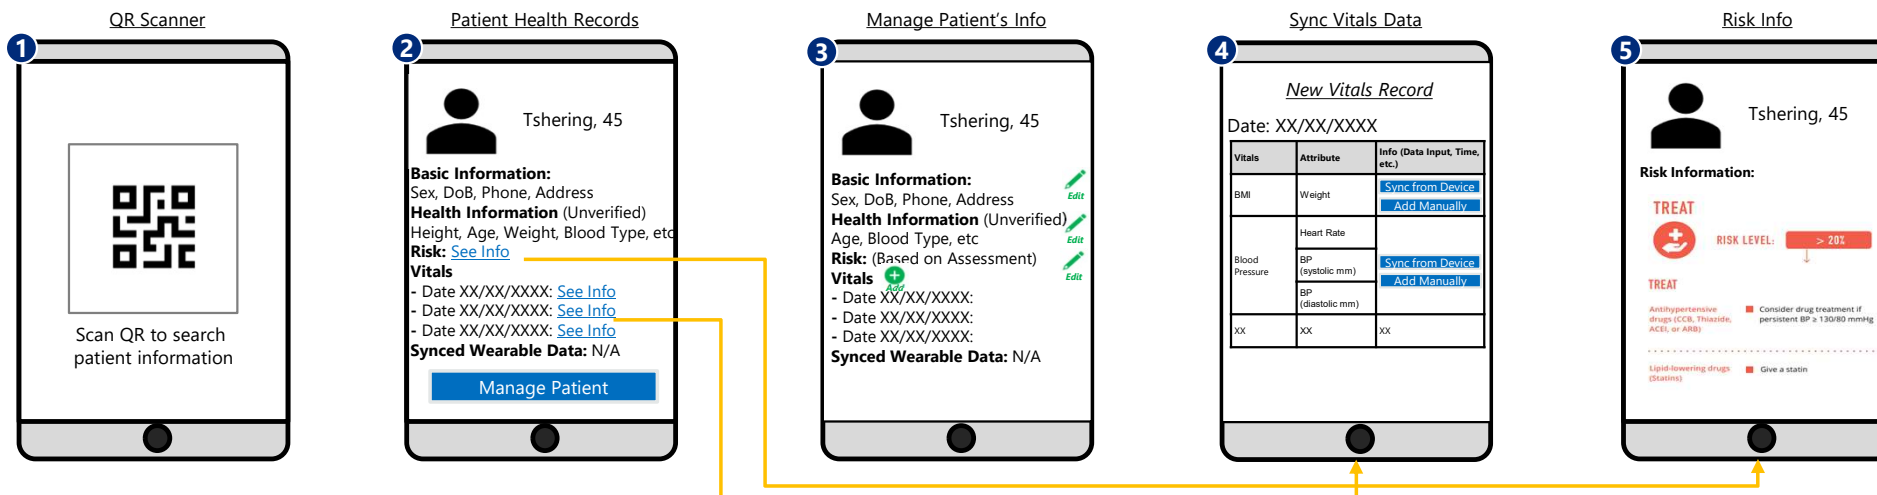 QR Scanner
1
Scan QR to search
patient information
Patient Health Records
2
Tshering, 45
Basic Information:
Sex, DoB, Phone, Address
Health Information (Unverified)
Height, Age, Weight, Blood Type, etc
Risk: See Info
Vitals
- Date XX/XX/XXXX: See Info
- Date XX/XX/XXXX: See Info
- Date XX/XX/XXXX: See Info
Synced Wearable Data: N/A
Manage Patient
Manage Patient's Info
3
Tshering, 45
Basic Information:
Sex, DoB, Phone, Address
Edit
Health Information (Unverified)
Age, Blood Type, etc
Edit
Risk: (Based on Assessment)
Edit
Vitals
Add
- Date XX/XX/XXXX:
- Date XX/XX/XXXX:
- Date XX/XX/XXXX:
Synced Wearable Data: N/A
Sync Vitals Data
4
New Vitals Record
Date: XX/XX/XXXX
Vitals Attribute Info (Data Input, Time, etc.)
BMI Weight Sync from Device
Add Manually
Heart Rate
Blood Pressure BP (systolic mm) Sync from Device
Add Manually
BP (diastolic mm)
XX XX XX
Risk Info
5
Tshering, 45
Risk Information:
TREAT
RISK LEVEL: > 20%
TREAT
Antihypertensive drugs (CCB, Thiazide, ACEI, or ARB)
Consider drug treatment if persistent BP ≥ 130/80 mmHg
Lipid-lowering drugs (Statins)
Give a statin